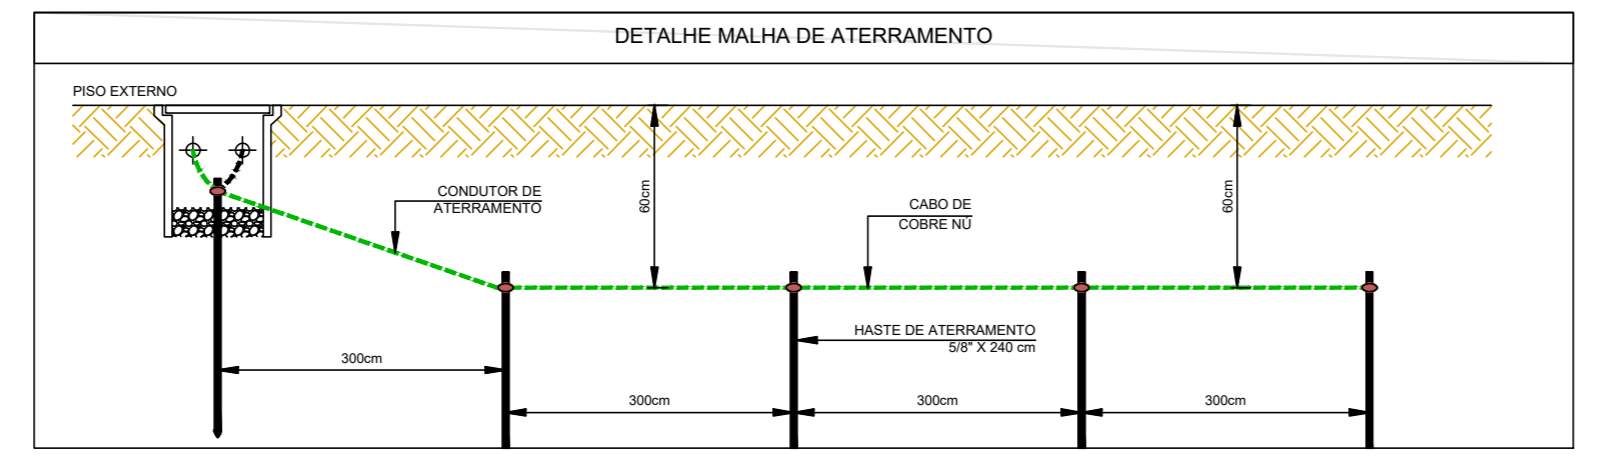 DETALHE MALHA DE ATERRAMENTO
PISO EXTERNO
CONDUTOR DE
ATERRAMENTO
60cm
CABO DE
COBRE NÚ
60cm
HASTE DE ATERRAMENTO
5/8" X 240 cm
300cm
300cm
300cm
300cm